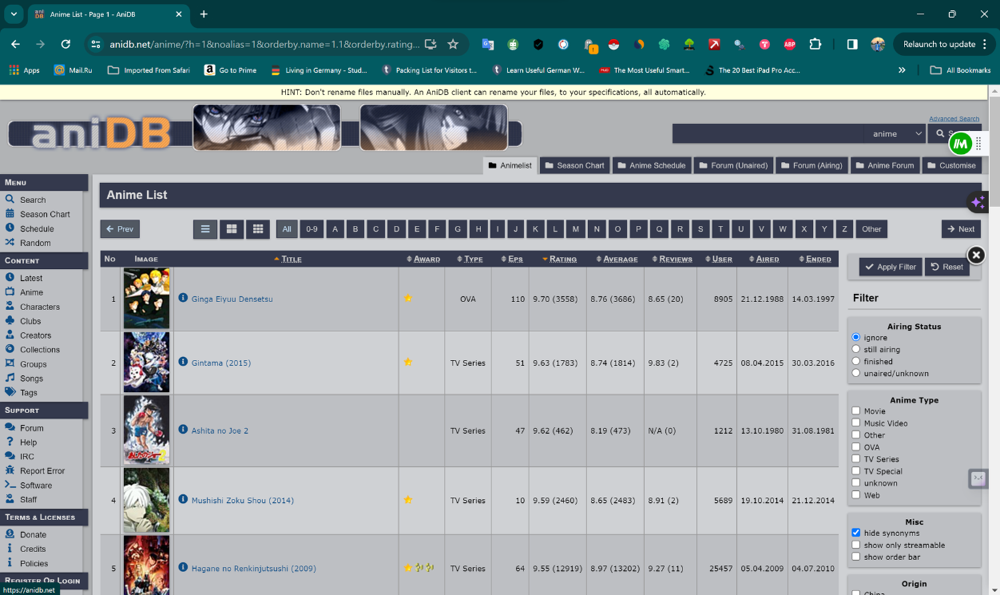 Anime List - Page 1 - AniDB
anidb.net/anime/?h=1&noalias=1&orderby.name=1.1&orderby.rating...
Relaunch to update
Apps Mail.Ru Imported From Safari Go to Prime Living in Germany - Stud... Packing List for Visitors t... Learn Useful German W... The Most Useful Smart... The 20 Best iPad Pro Acc... All Bookmarks
HINT: Don't rename files manually. An AniDB client can rename your files, to your specifications, all automatically.
aniDB
Advanced Search
anime
Animelist Season Chart Anime Schedule Forum (Unaired) Forum (Airing) Anime Forum Customise
Menu
Search
Season Chart
Schedule
Random
Content
Latest
Anime
Characters
Clubs
Creators
Collections
Groups
Songs
Tags
Support
Forum
Help
IRC
Report Error
Software
Staff
Terms & Licenses
Donate
Credits
Policies
Register Or Login
https://anidb.net
Anime List
Prev All 0-9 A B C D E F G H I J K L M N O P Q R S T U V W X Y Z Other Next
No Image Title Award Type Eps Rating Average Reviews User Aired Ended
1 Ginga Eiyuu Densetsu OVA 110 9.70 (3558) 8.76 (3686) 8.65 (20) 8905 21.12.1988 14.03.1997
2 Gintama (2015) TV Series 51 9.63 (1783) 8.74 (1814) 9.83 (2) 4725 08.04.2015 30.03.2016
3 Ashita no Joe 2 TV Series 47 9.62 (462) 8.19 (473) N/A (0) 1212 13.10.1980 31.08.1981
4 Mushishi Zoku Shou (2014) TV Series 10 9.59 (2460) 8.65 (2483) 8.91 (2) 5689 19.10.2014 21.12.2014
5 Hagane no Renkinjutsushi (2009) TV Series 64 9.55 (12919) 8.97 (13202) 9.27 (11) 25457 05.04.2009 04.07.2010
Apply Filter Reset
Filter
Airing Status
ignore
still airing
finished
unaired/unknown
Anime Type
Movie
Music Video
Other
OVA
TV Series
TV Special
unknown
Web
Misc
hide synonyms
show only streamable
show order bar
Origin
China